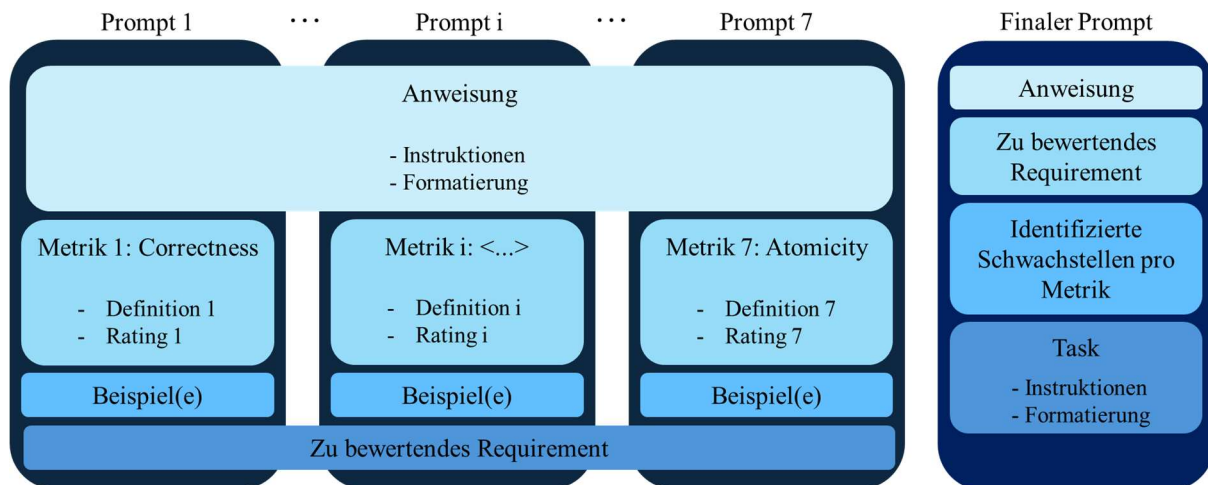 Prompt 1
...
Prompt i
...
Prompt 7
Anweisung
- Instruktionen
- Formatierung
Metrik 1: Correctness
- Definition 1
- Rating 1
Metrik i: <...>
- Definition i
- Rating i
Metrik 7: Atomicity
- Definition 7
- Rating 7
Beispiel(e)
Beispiel(e)
Beispiel(e)
Zu bewertendes Requirement
Finaler Prompt
Anweisung
Zu bewertendes
Requirement
Identifizierte
Schwachstellen pro
Metrik
Task
- Instruktionen
- Formatierung